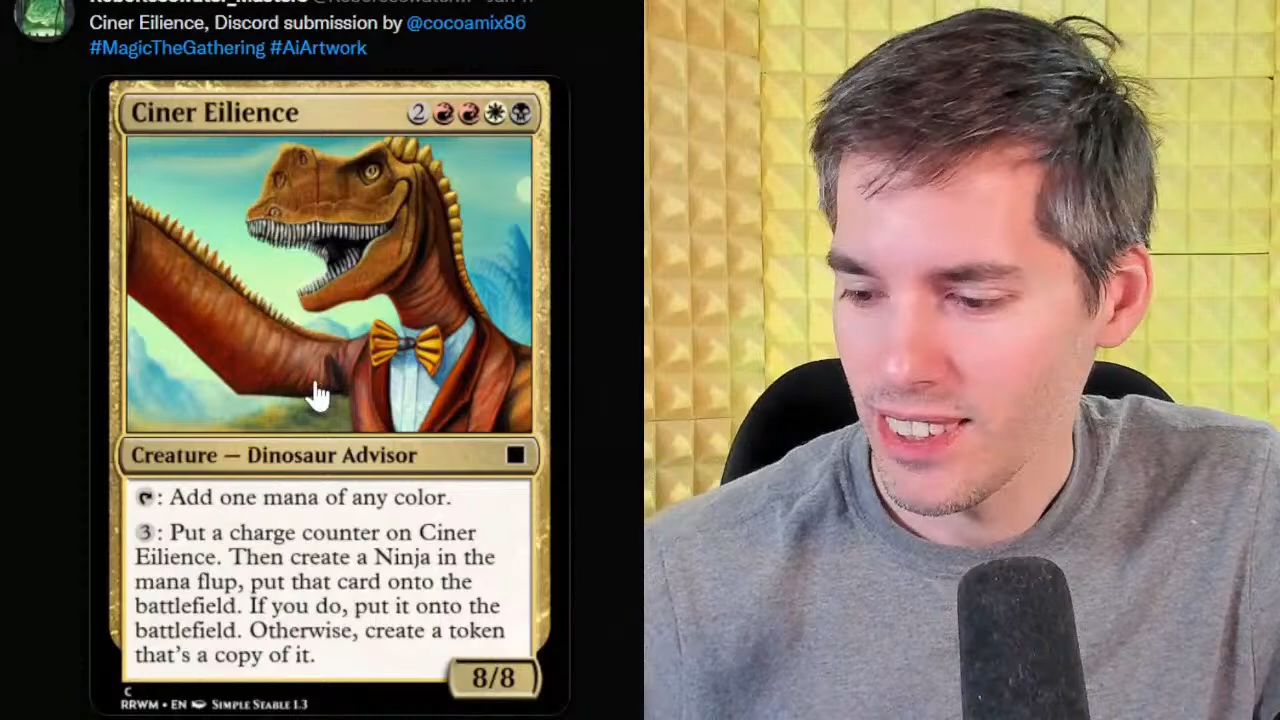 Ciner Eilience, Discord submission by @cocoamix86
#MagicTheGathering #AiArtwork
Ciner Eilience 2
Creature — Dinosaur Advisor
: Add one mana of any color.
3: Put a charge counter on Ciner
Eilience. Then create a Ninja in the
mana flup, put that card onto the
battlefield. If you do, put it onto the
battlefield. Otherwise, create a token
that's a copy of it.
8/8
C
RRWM • EN SIMPLE STABLE 1.3